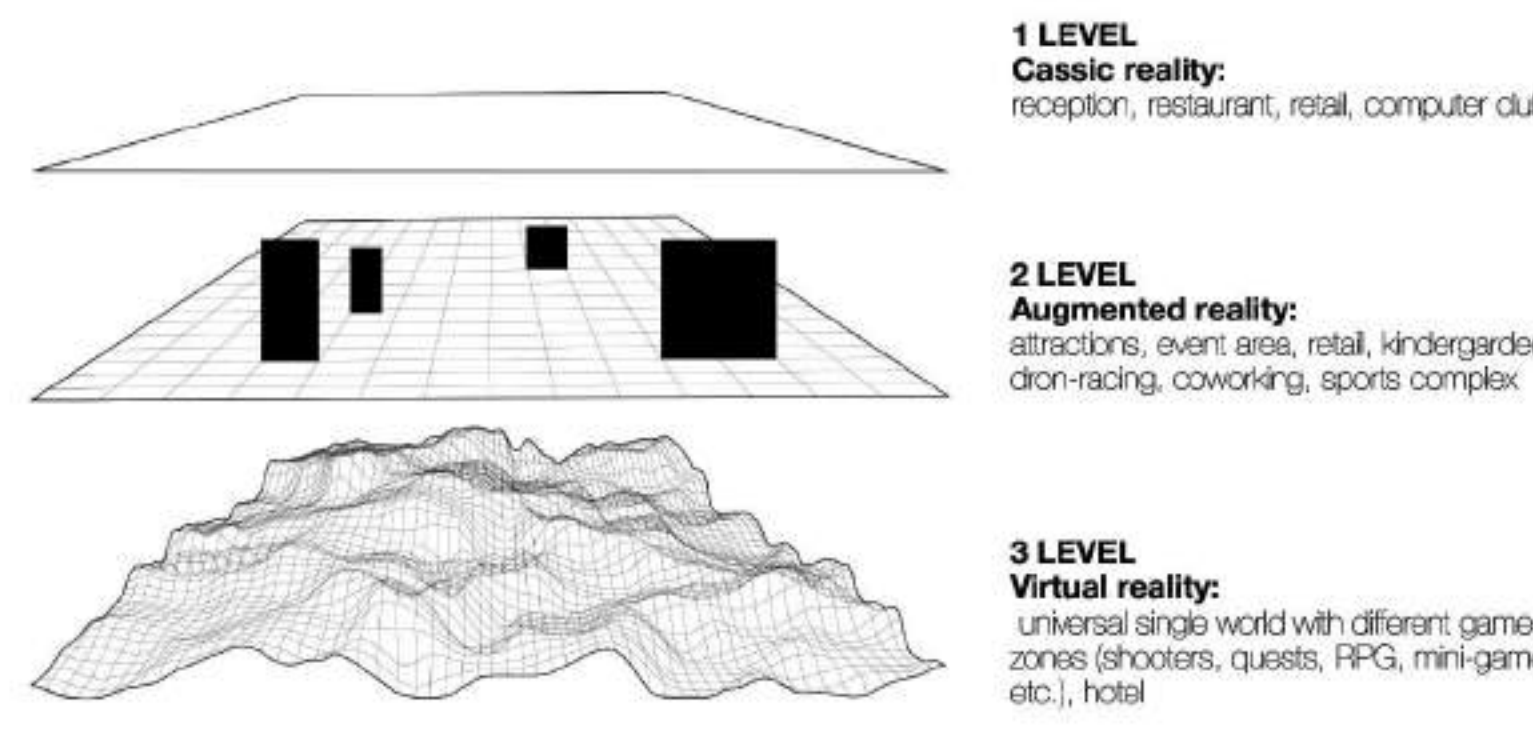 1 LEVEL
Cassic reality:
reception, restaurant, retail, computer
2 LEVEL
Augmented reality:
attractions, event area, retail,
dron-racing, coworking, sports complex
3 LEVEL
Virtual reality:
universal single world with different game
zones (shooters, quests, RPG,
etc.), hotel